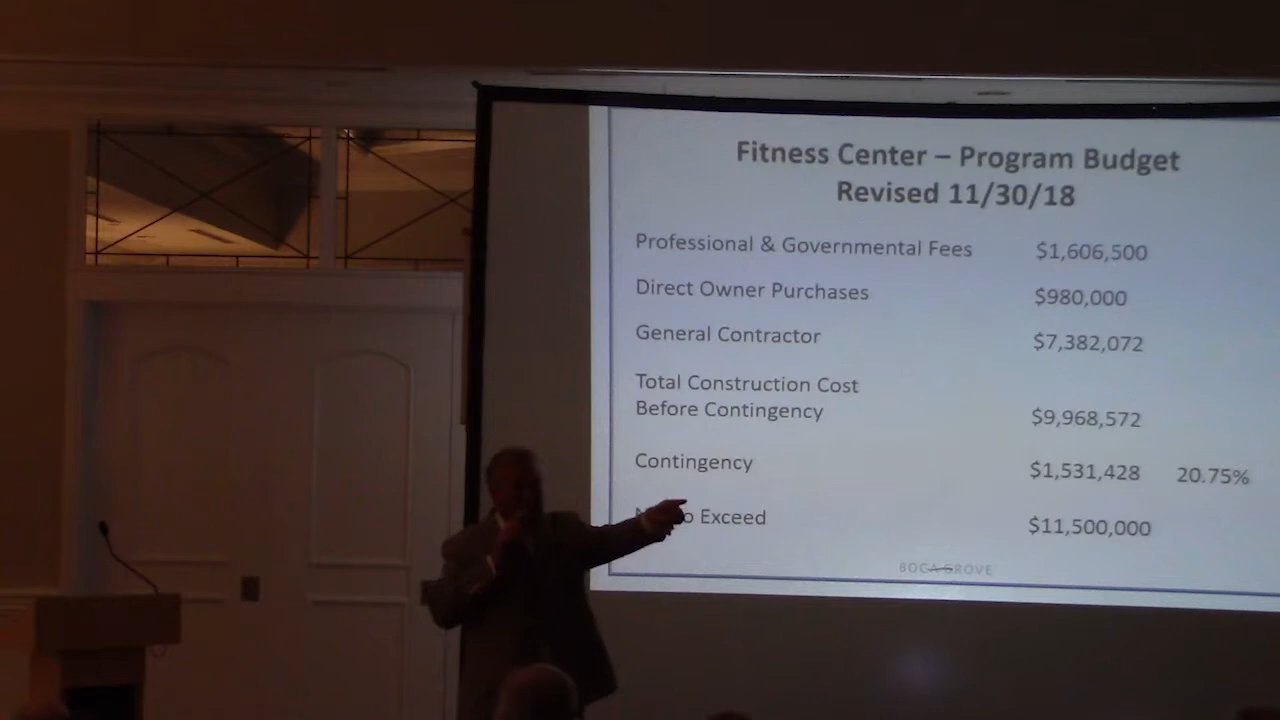 Fitness Center – Program Budget
Revised 11/30/18
Professional & Governmental Fees $1,606,500
Direct Owner Purchases $980,000
General Contractor $7,382,072
Total Construction Cost
Before Contingency $9,968,572
Contingency $1,531,428 20.75%
Exceed $11,500,000
BOCA GROVE